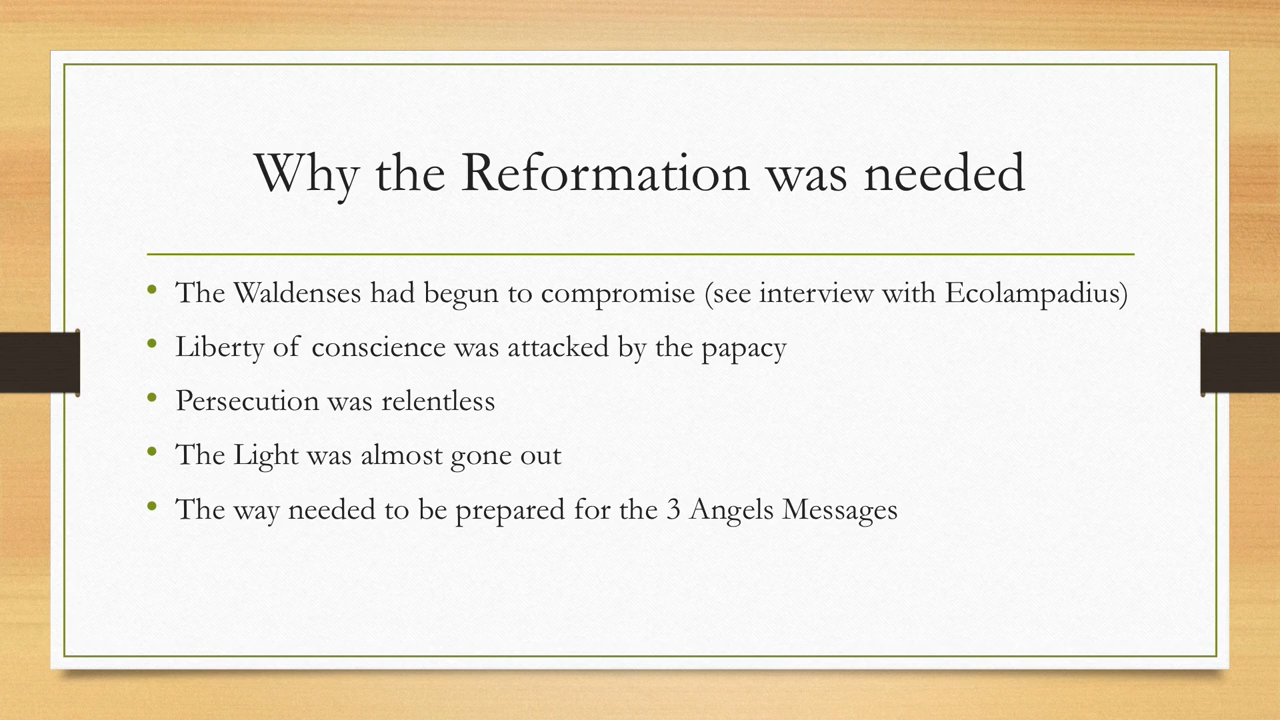 Why the Reformation was needed
• The Waldenses had begun to compromise (see interview with Ecolampadius)
• Liberty of conscience was attacked by the papacy
• Persecution was relentless
• The Light was almost gone out
• The way needed to be prepared for the 3 Angels Messages